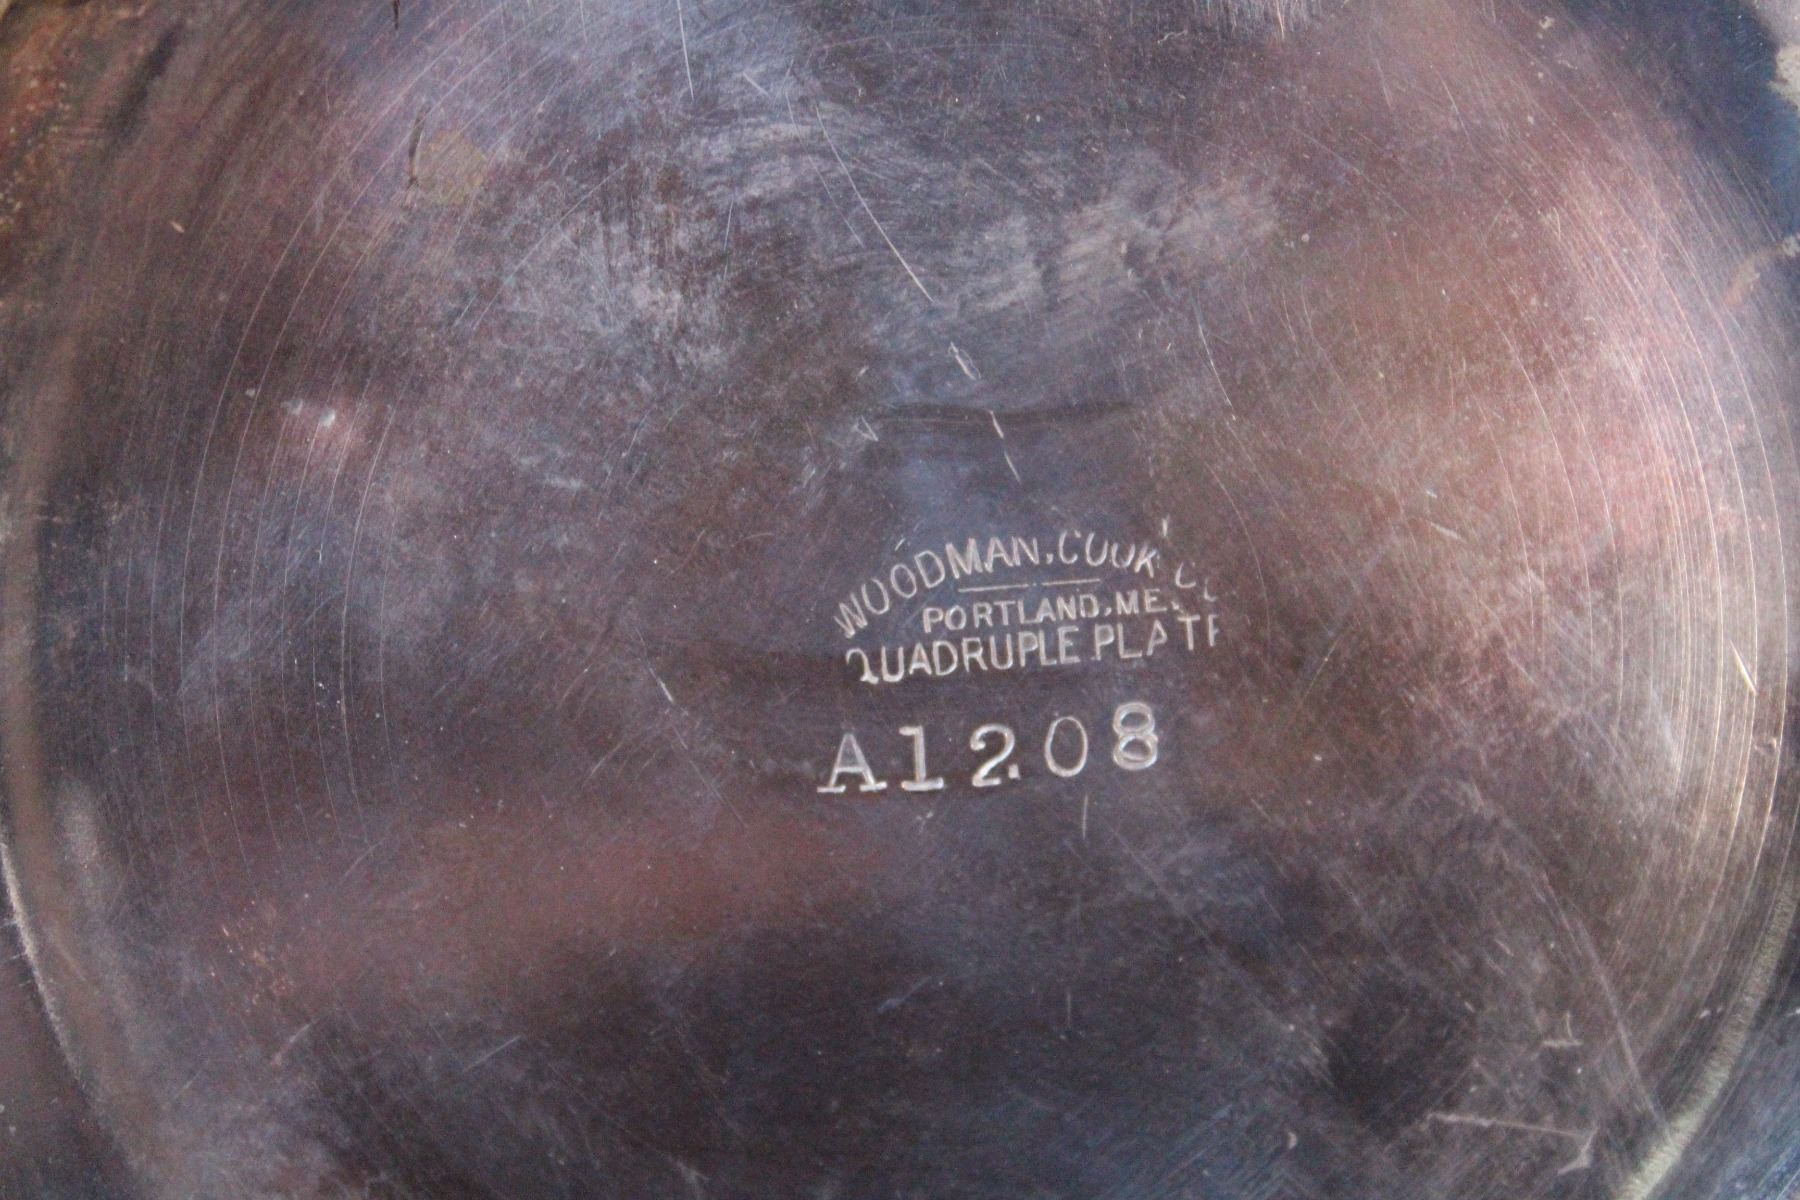 WOODMAN, COOK CO
PORTLAND, ME.
QUADRUPLE PLATE
A1208